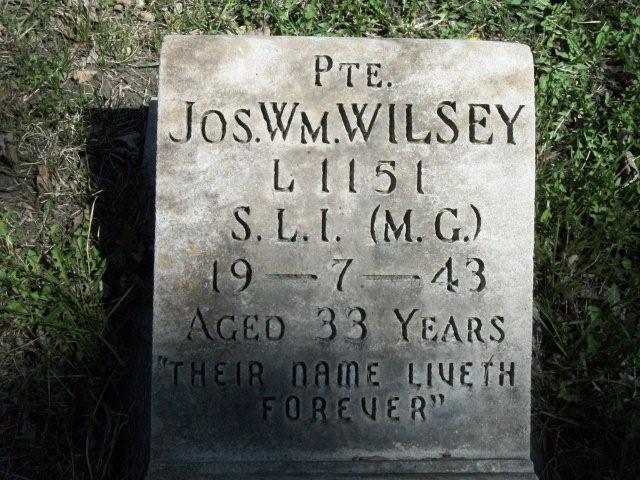 PTE.
JOS. WM. WILSEY
L 1151
S. L. I. (M. G.)
19 — 7 — 43
AGED 33 YEARS
"THEIR NAME LIVETH
FOREVER"